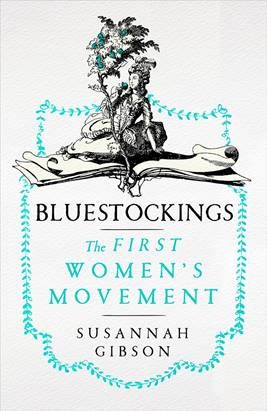 BLUESTOCKINGS
The FIRST
WOMEN'S
MOVEMENT
SUSANNAH
GIBSON